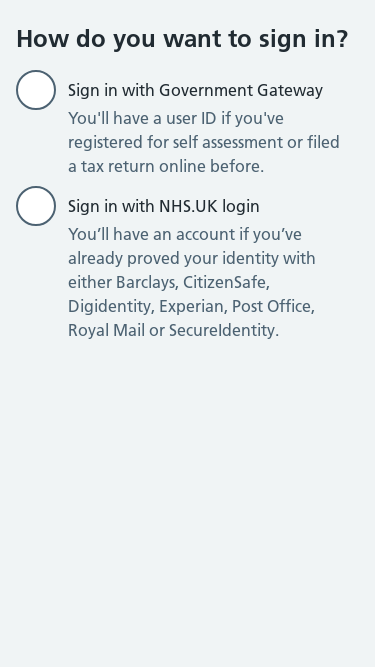 How do you want to sign in?
Sign in with Government Gateway
You'll have a user ID if you've
registered for self assessment or filed
a tax return online before.
Sign in with NHS.UK login
You’ll have an account if you’ve
already proved your identity with
either Barclays, CitizenSafe,
Digidentity, Experian, Post Office,
Royal Mail or SecureIdentity.